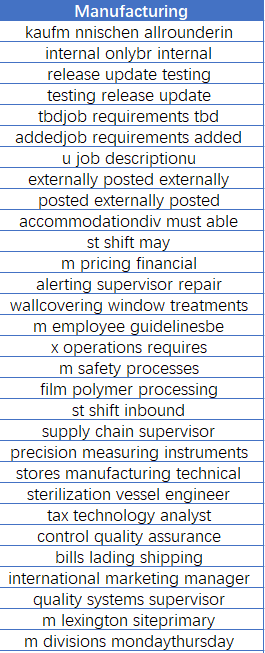 Manufacturing
kaufm nnischen allrounderin
internal onlybr internal
release update testing
testing release update
tbdjob requirements tbd
addedjob requirements added
u job descriptionu
externally posted externally
posted externally posted
accommodationdiv must able
st shift may
m pricing financial
alerting supervisor repair
wallcovering window treatments
m employee guidelinesbe
x operations requires
m safety processes
film polymer processing
st shift inbound
supply chain supervisor
precision measuring instruments
stores manufacturing technical
sterilization vessel engineer
tax technology analyst
control quality assurance
bills lading shipping
international marketing manager
quality systems supervisor
m lexington siteprimary
m divisions mondaythursday